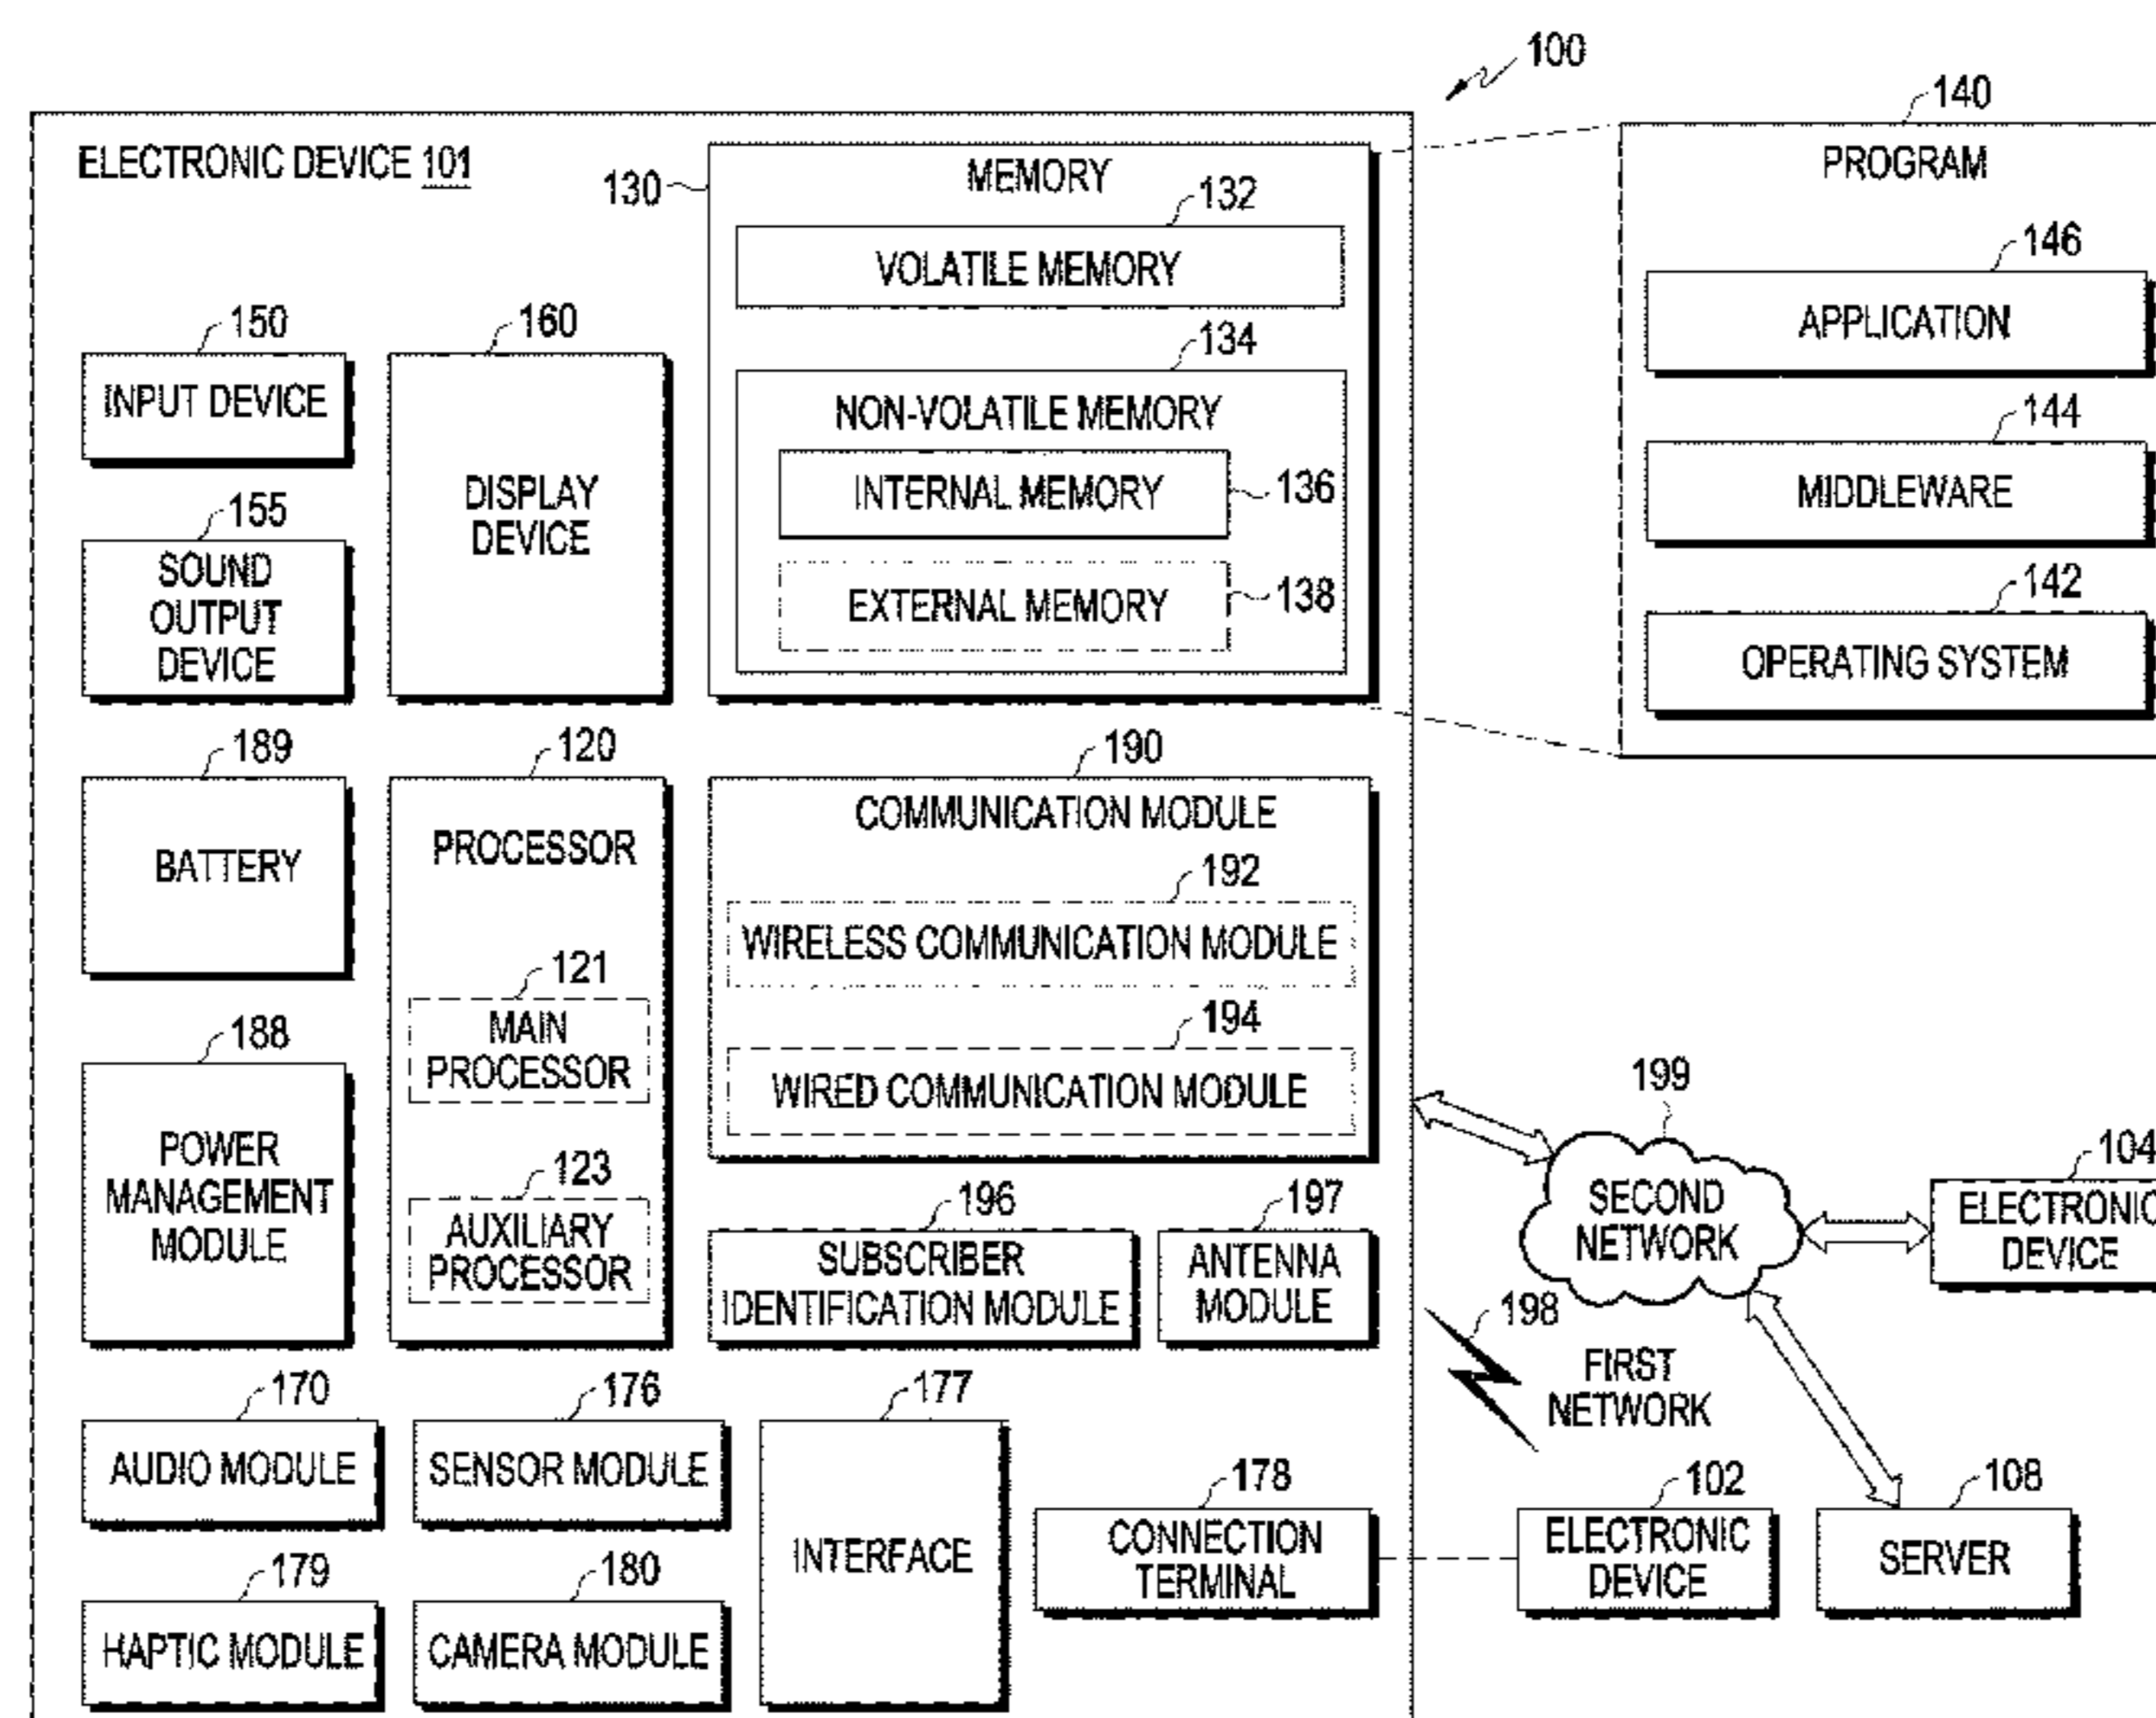 100
ELECTRONIC DEVICE 101
130
MEMORY
132
VOLATILE MEMORY
134
NON-VOLATILE MEMORY
INTERNAL MEMORY
136
EXTERNAL MEMORY
138
140
PROGRAM
146
APPLICATION
144
MIDDLEWARE
142
OPERATING SYSTEM
150
INPUT DEVICE
155
SOUND
OUTPUT
DEVICE
160
DISPLAY
DEVICE
189
BATTERY
188
POWER
MANAGEMENT
MODULE
120
PROCESSOR
121
MAIN
PROCESSOR
123
AUXILIARY
PROCESSOR
190
COMMUNICATION MODULE
192
WIRELESS COMMUNICATION MODULE
194
WIRED COMMUNICATION MODULE
196
SUBSCRIBER
IDENTIFICATION MODULE
197
ANTENNA
MODULE
199
SECOND
NETWORK
104
ELECTRONIC
DEVICE
198
FIRST
NETWORK
170
AUDIO MODULE
176
SENSOR MODULE
177
INTERFACE
178
CONNECTION
TERMINAL
102
ELECTRONIC
DEVICE
108
SERVER
179
HAPTIC MODULE
180
CAMERA MODULE